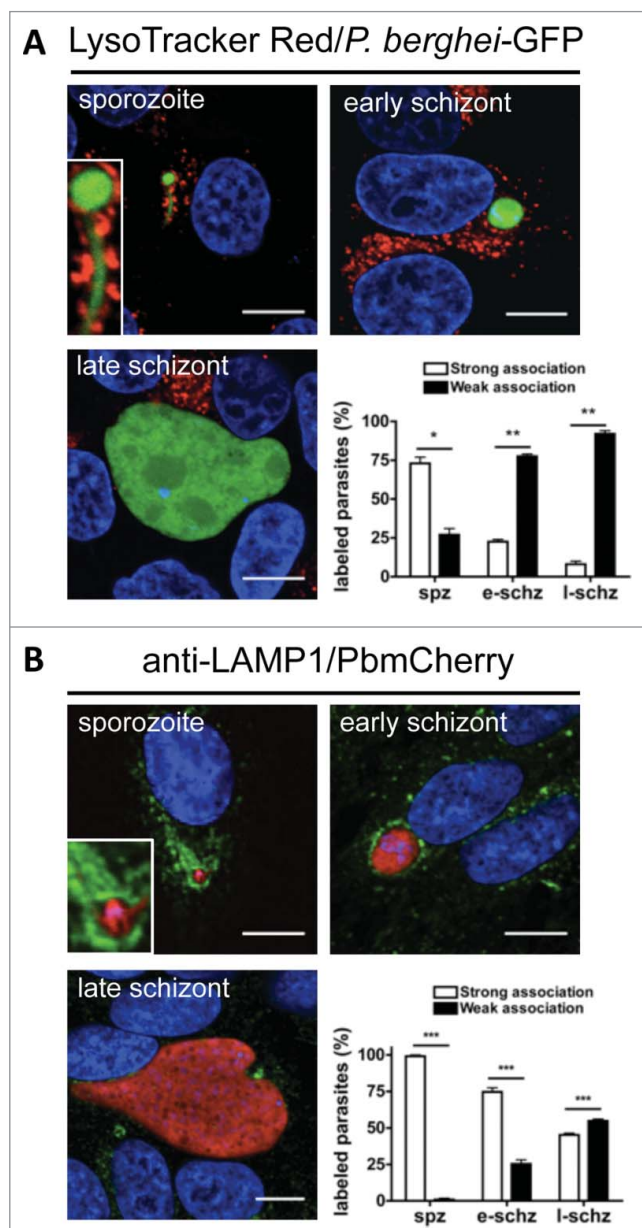 A
LysoTracker Red/P. berghei-GFP
sporozoite
early schizont
late schizont
Strong association
Weak association
labeled parasites (%)
100
75
50
25
0
*
**
**
spz
e-schz
l-schz
B
anti-LAMP1/PbmCherry
sporozoite
early schizont
late schizont
Strong association
Weak association
labeled parasites (%)
100
75
50
25
0
***
***
***
spz
e-schz
l-schz